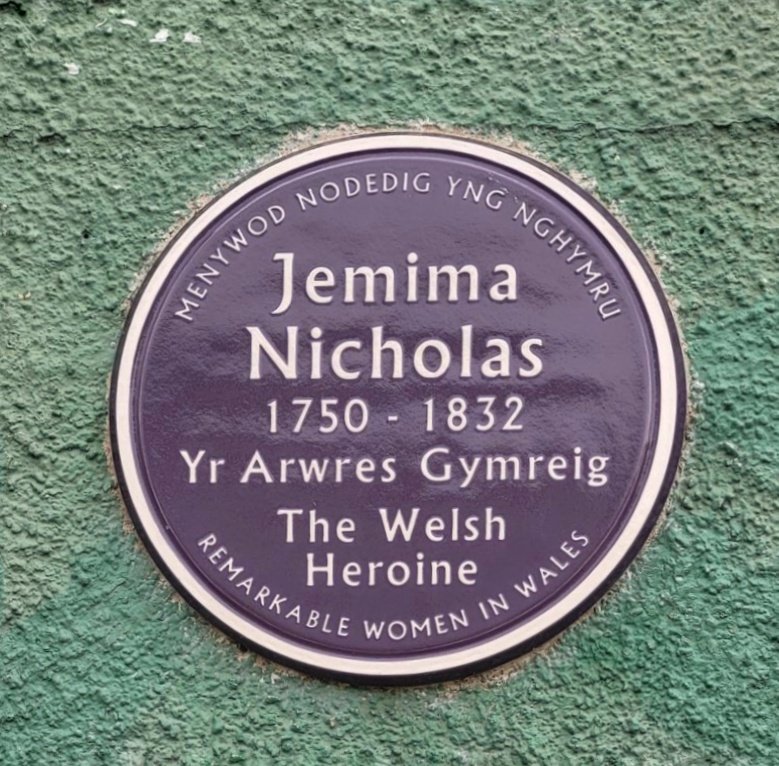 MENYWOD NODEDIG YNG NGHYMRU
Jemima
Nicholas
1750 - 1832
Yr Arwres Gymreig
The Welsh
Heroine
REMARKABLE WOMEN IN WALES